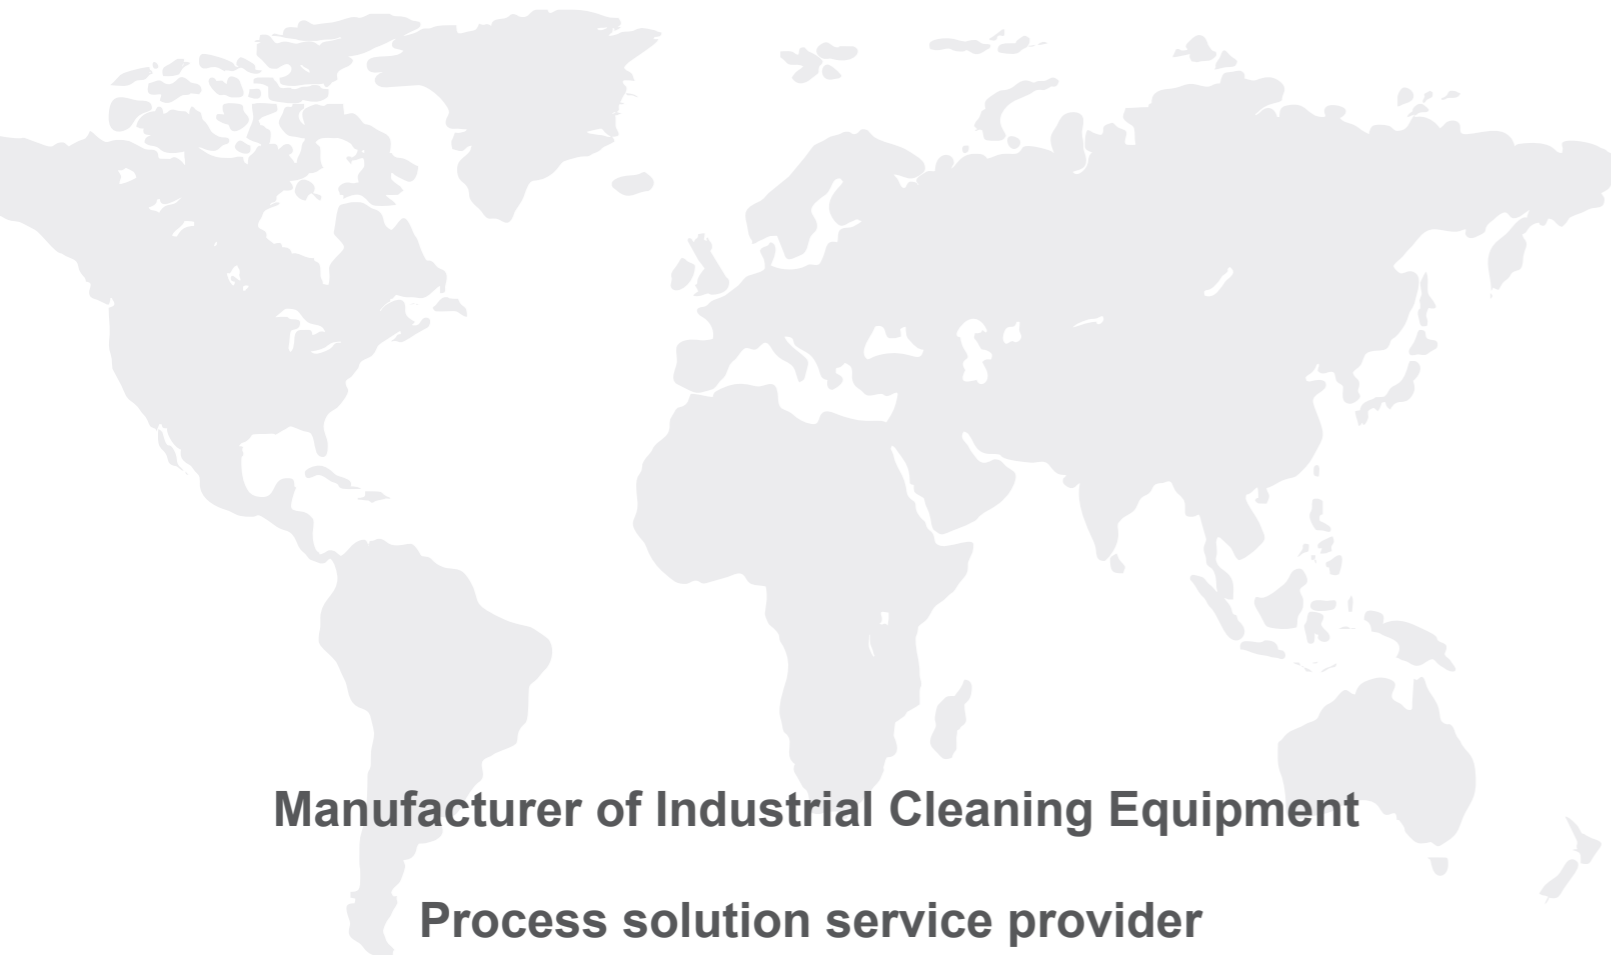 Manufacturer of Industrial Cleaning Equipment
Process solution service provider